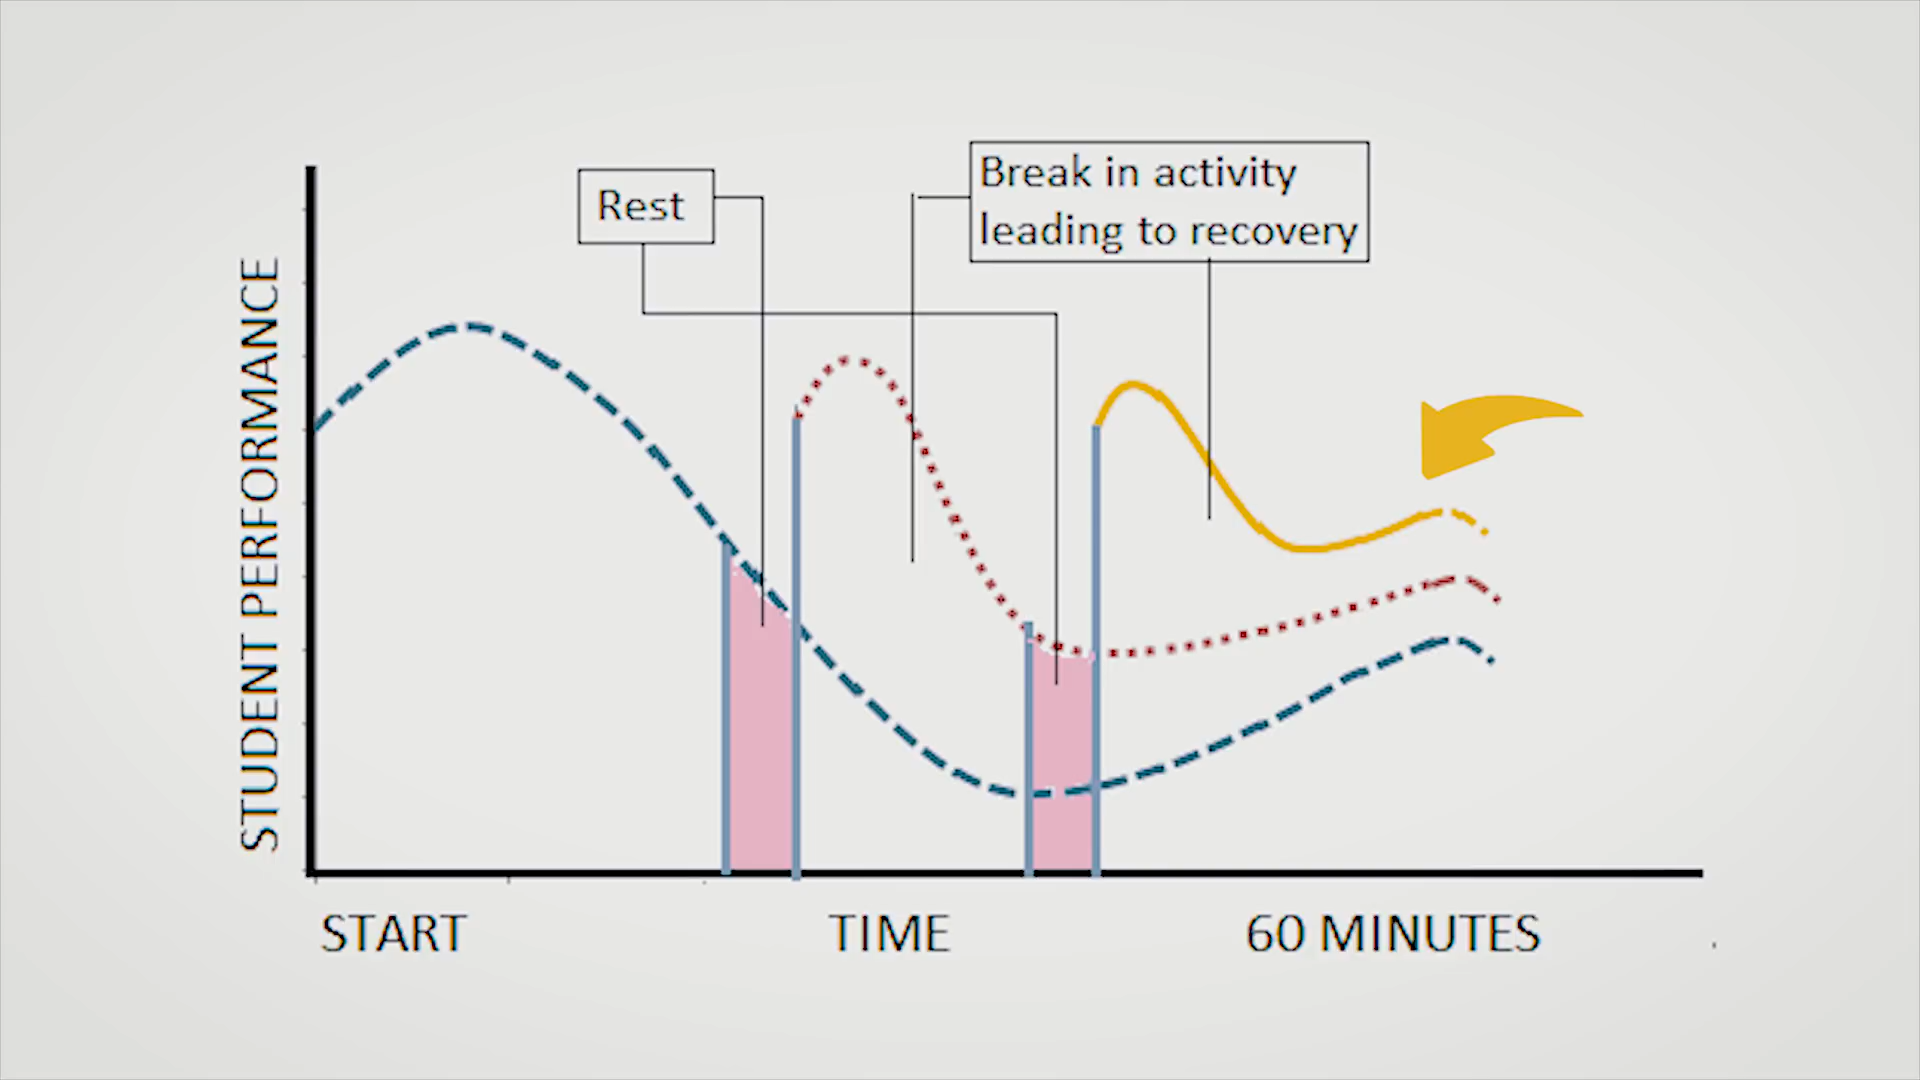 Break in activity
leading to recovery
Rest
STUDENT PERFORMANCE
START
TIME
60 MINUTES